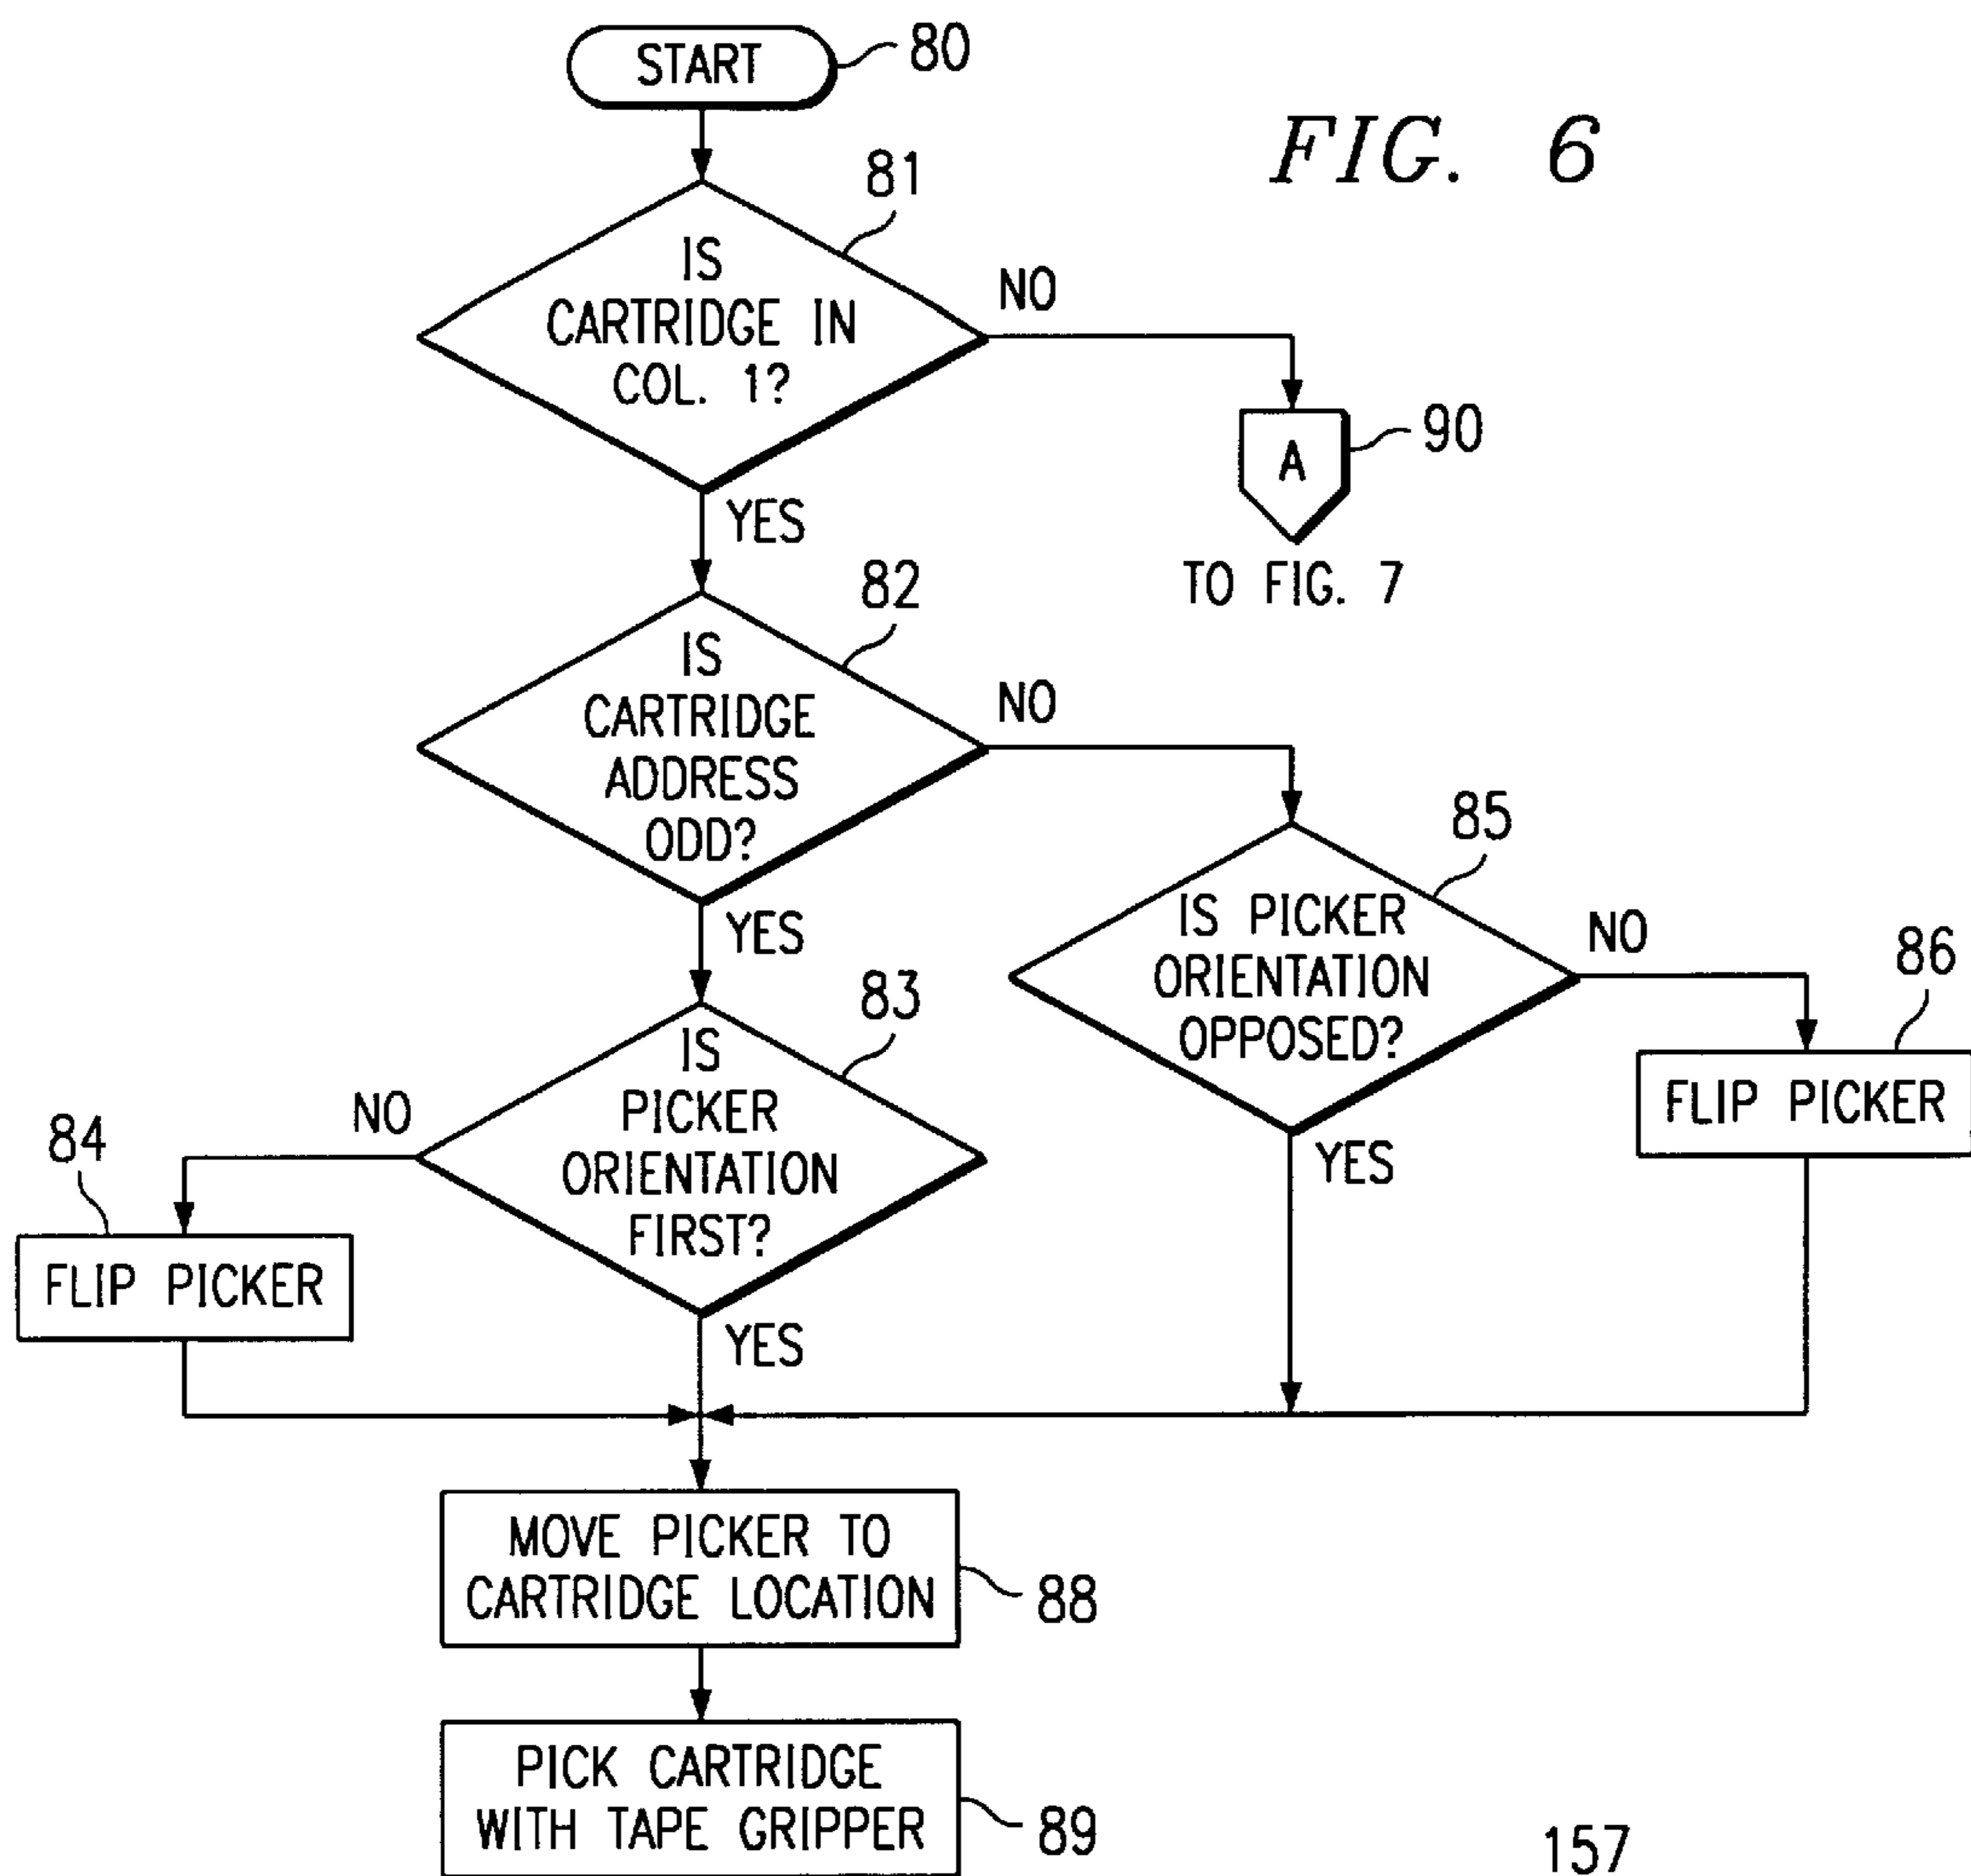 START
80
FIG. 6
81
IS
CARTRIDGE IN
COL. 1?
NO
A
90
TO FIG. 7
YES
82
IS
CARTRIDGE
ADDRESS
ODD?
NO
YES
85
IS PICKER
ORIENTATION
OPPOSED?
NO
86
FLIP PICKER
YES
83
IS
PICKER
ORIENTATION
FIRST?
NO
84
FLIP PICKER
YES
MOVE PICKER TO
CARTRIDGE LOCATION
88
PICK CARTRIDGE
WITH TAPE GRIPPER
89
157